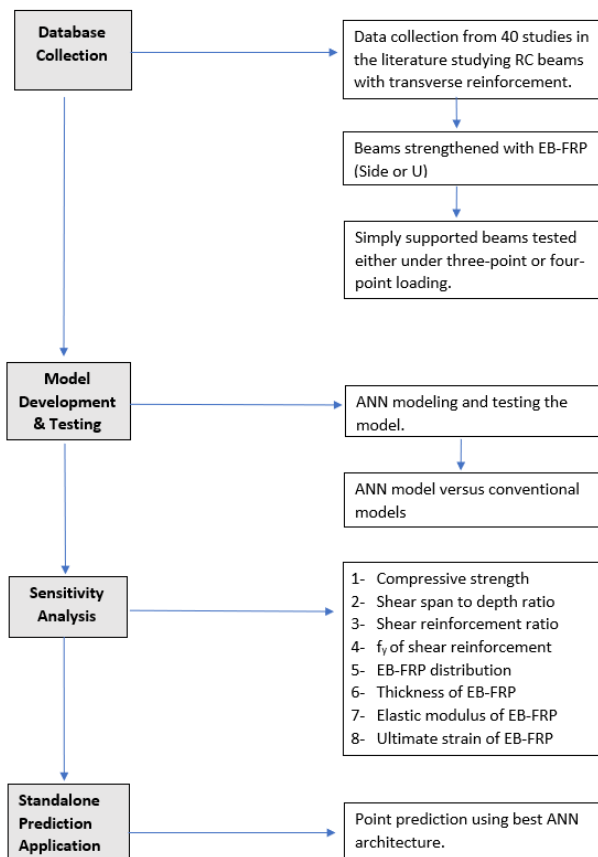 Database
Collection
Data collection from 40 studies in
the literature studying RC beams
with transverse reinforcement.
Beams strengthened with EB-FRP
(Side or U)
Simply supported beams tested
either under three-point or four-
point loading.
Model
Development
& Testing
ANN modeling and testing the
model.
ANN model versus conventional
models
Sensitivity
Analysis
1- Compressive strength
2- Shear span to depth ratio
3- Shear reinforcement ratio
4- fy of shear reinforcement
5- EB-FRP distribution
6- Thickness of EB-FRP
7- Elastic modulus of EB-FRP
8- Ultimate strain of EB-FRP
Standalone
Prediction
Application
Point prediction using best ANN
architecture.